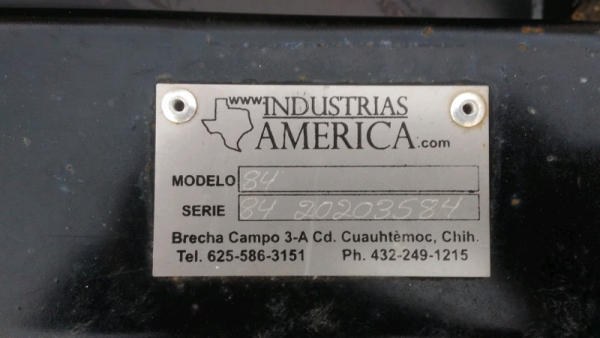 www.INDUSTRIAS
AMERICA.com
MODELO 84
SERIE 84 20203584
Brecha Campo 3-A Cd. Cuauhtèmoc, Chih.
Tel. 625-586-3151 Ph. 432-249-1215